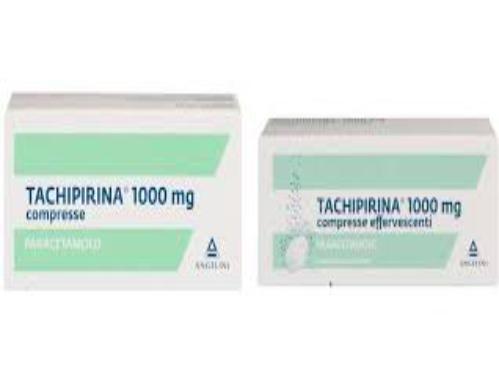 TACHIPIRINA® 1000 mg
compresse
PARACETAMOLO
ANGELINI
TACHIPIRINA® 1000 mg
compresse effervescenti
PARACETAMOLO
ANGELINI